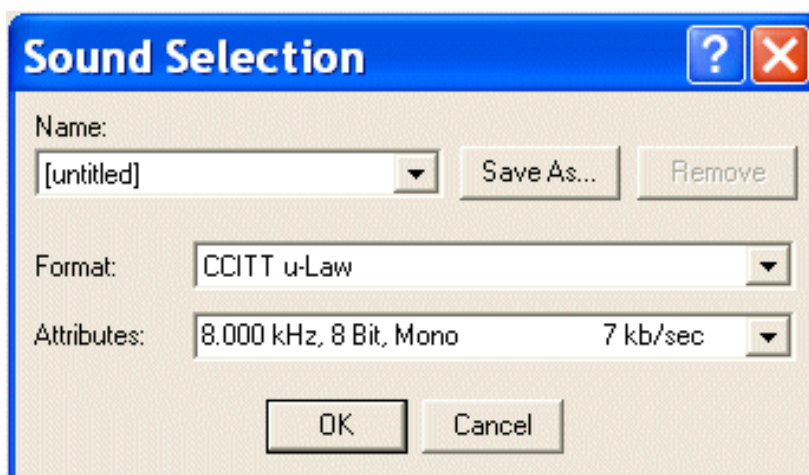 Sound Selection
Name:
[untitled]
Save As...
Remove
Format:
CCITT u-Law
Attributes:
8.000 kHz, 8 Bit, Mono 7 kb/sec
OK
Cancel